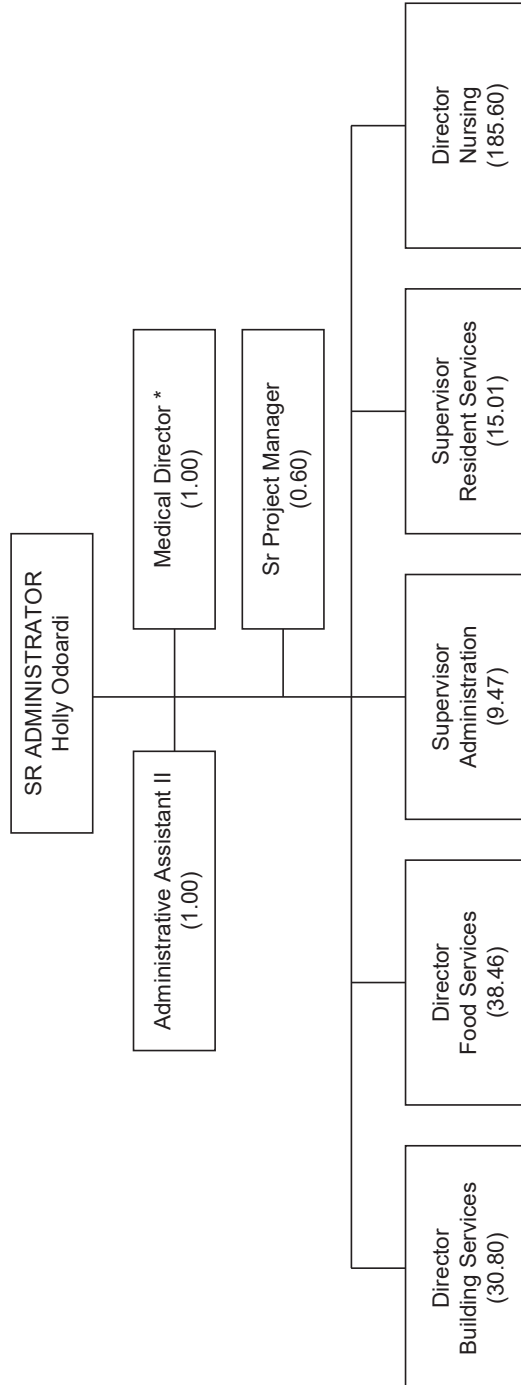 SR ADMINISTRATOR
Holly Odoardi
Administrative Assistant II
(1.00)
Medical Director *
(1.00)
Sr Project Manager
(0.60)
Director
Building Services
(30.80)
Director
Food Services
(38.46)
Supervisor
Administration
(9.47)
Supervisor
Resident Services
(15.01)
Director
Nursing
(185.60)